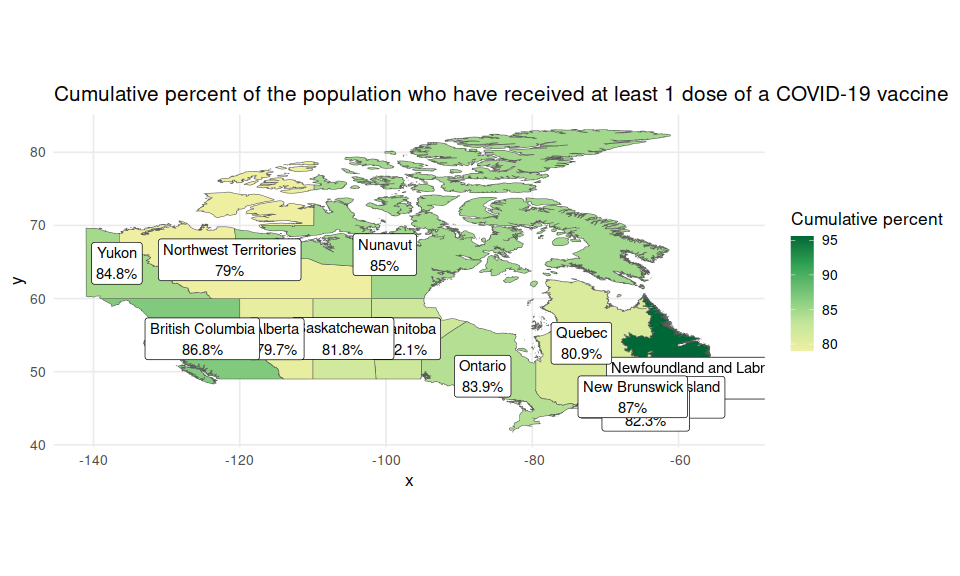 Cumulative percent of the population who have received at least 1 dose of a COVID-19 vaccine
80
70
60
50
40
y
-140
-120
-100
-80
-60
x
Yukon
84.8%
Northwest Territories
79%
Nunavut
85%
British Columbia
86.8%
Alberta
79.7%
askatchewan
81.8%
anitoba
2.1%
Ontario
83.9%
Quebec
80.9%
Newfoundland and Labr
New Brunswick
87%
sland
82.3%
Cumulative percent
95
90
85
80